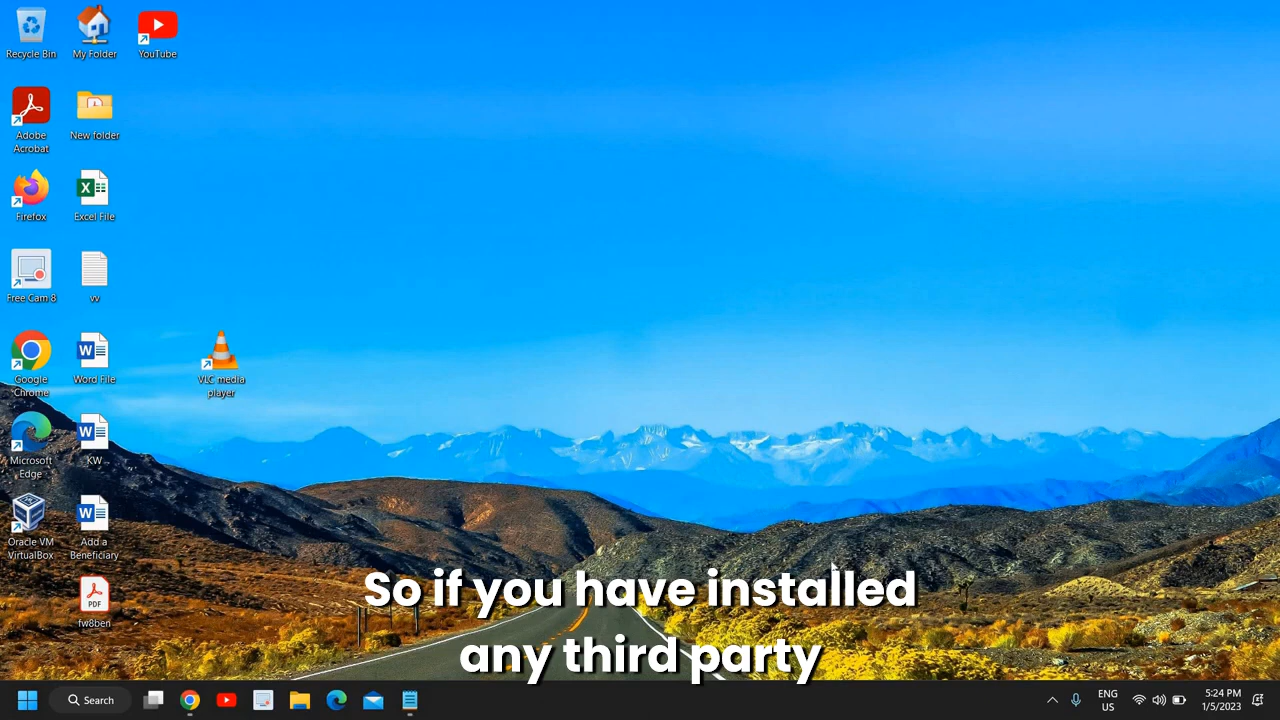 Recycle Bin
My Folder
YouTube
Adobe
Acrobat
New folder
Firefox
Excel File
Free Cam 8
vv
Google
Chrome
Word File
VLC media
player
Microsoft
Edge
KW
Oracle VM
VirtualBox
Add a
Beneficiary
PDF
fw8ben
So if you have installed
any third party
Search
ENG
US
5:24 PM
1/5/2023